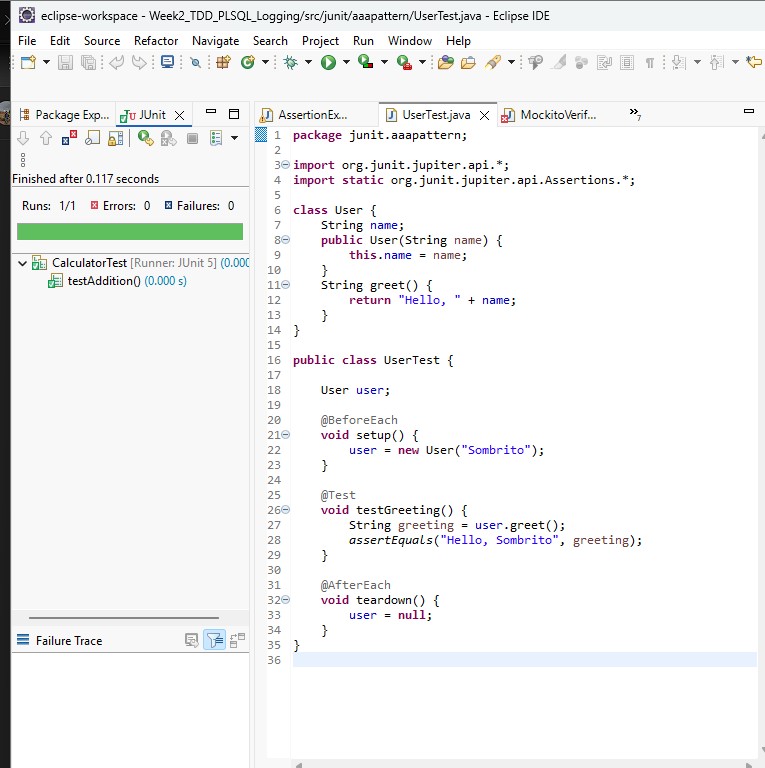 eclipse-workspace - Week2_TDD_PLSQL_Logging/src/junit/aaapattern/UserTest.java - Eclipse IDE
File Edit Source Refactor Navigate Search Project Run Window Help
Package Exp... JUnit
AssertionEx... UserTest.java MockitoVerif... »7
Finished after 0.117 seconds
Runs: 1/1 Errors: 0 Failures: 0
CalculatorTest [Runner: JUnit 5] (0.000
testAddition() (0.000 s)
Failure Trace
1 package junit.aaapattern;
2
3 import org.junit.jupiter.api.*;
4 import static org.junit.jupiter.api.Assertions.*;
5
6 class User {
7     String name;
8     public User(String name) {
9         this.name = name;
10     }
11     String greet() {
12         return "Hello, " + name;
13     }
14 }
15
16 public class UserTest {
17
18     User user;
19
20     @BeforeEach
21     void setup() {
22         user = new User("Sombrito");
23     }
24
25     @Test
26     void testGreeting() {
27         String greeting = user.greet();
28         assertEquals("Hello, Sombrito", greeting);
29     }
30
31     @AfterEach
32     void teardown() {
33         user = null;
34     }
35 }
36